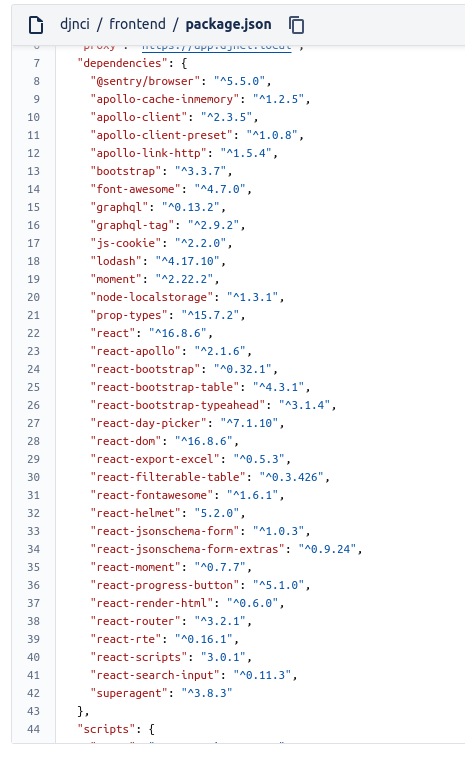 djnci / frontend / package.json
6 "proxy": "https://app.djnci.local",
7 "dependencies": {
8 "@sentry/browser": "^5.5.0",
9 "apollo-cache-inmemory": "^1.2.5",
10 "apollo-client": "^2.3.5",
11 "apollo-client-preset": "^1.0.8",
12 "apollo-link-http": "^1.5.4",
13 "bootstrap": "^3.3.7",
14 "font-awesome": "^4.7.0",
15 "graphql": "^0.13.2",
16 "graphql-tag": "^2.9.2",
17 "js-cookie": "^2.2.0",
18 "lodash": "^4.17.10",
19 "moment": "^2.22.2",
20 "node-localstorage": "^1.3.1",
21 "prop-types": "^15.7.2",
22 "react": "^16.8.6",
23 "react-apollo": "^2.1.6",
24 "react-bootstrap": "^0.32.1",
25 "react-bootstrap-table": "^4.3.1",
26 "react-bootstrap-typeahead": "^3.1.4",
27 "react-day-picker": "^7.1.10",
28 "react-dom": "^16.8.6",
29 "react-export-excel": "^0.5.3",
30 "react-filterable-table": "^0.3.426",
31 "react-fontawesome": "^1.6.1",
32 "react-helmet": "5.2.0",
33 "react-jsonschema-form": "^1.0.3",
34 "react-jsonschema-form-extras": "^0.9.24",
35 "react-moment": "^0.7.7",
36 "react-progress-button": "^5.1.0",
37 "react-render-html": "^0.6.0",
38 "react-router": "^3.2.1",
39 "react-rte": "^0.16.1",
40 "react-scripts": "3.0.1",
41 "react-search-input": "^0.11.3",
42 "superagent": "^3.8.3"
43 },
44 "scripts": {